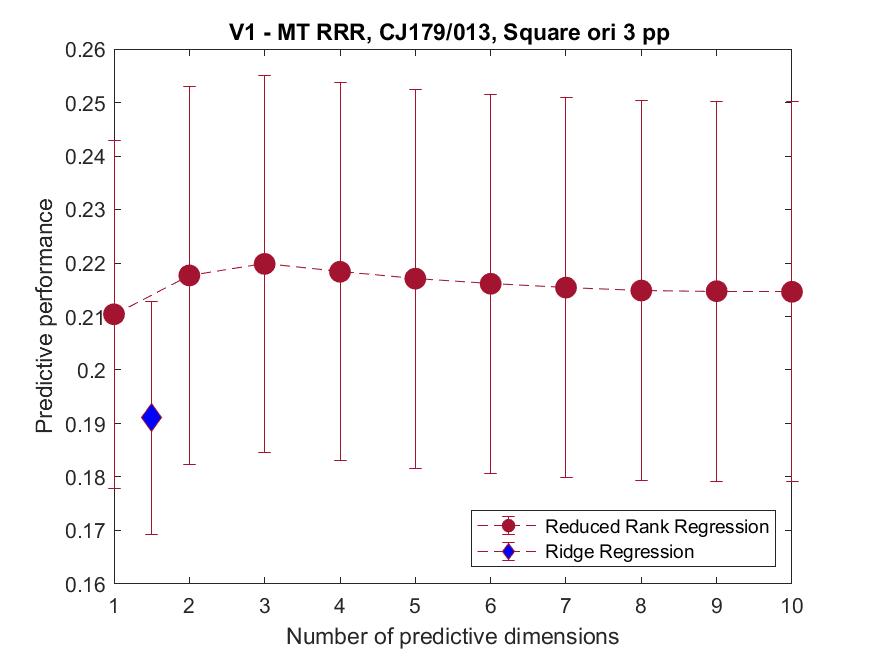 V1 - MT RRR, CJ179/013, Square ori 3 pp
0.26
0.25
0.24
0.23
0.22
0.21
0.2
0.19
0.18
0.17
0.16
Predictive performance
Reduced Rank Regression
Ridge Regression
1 2 3 4 5 6 7 8 9 10
Number of predictive dimensions